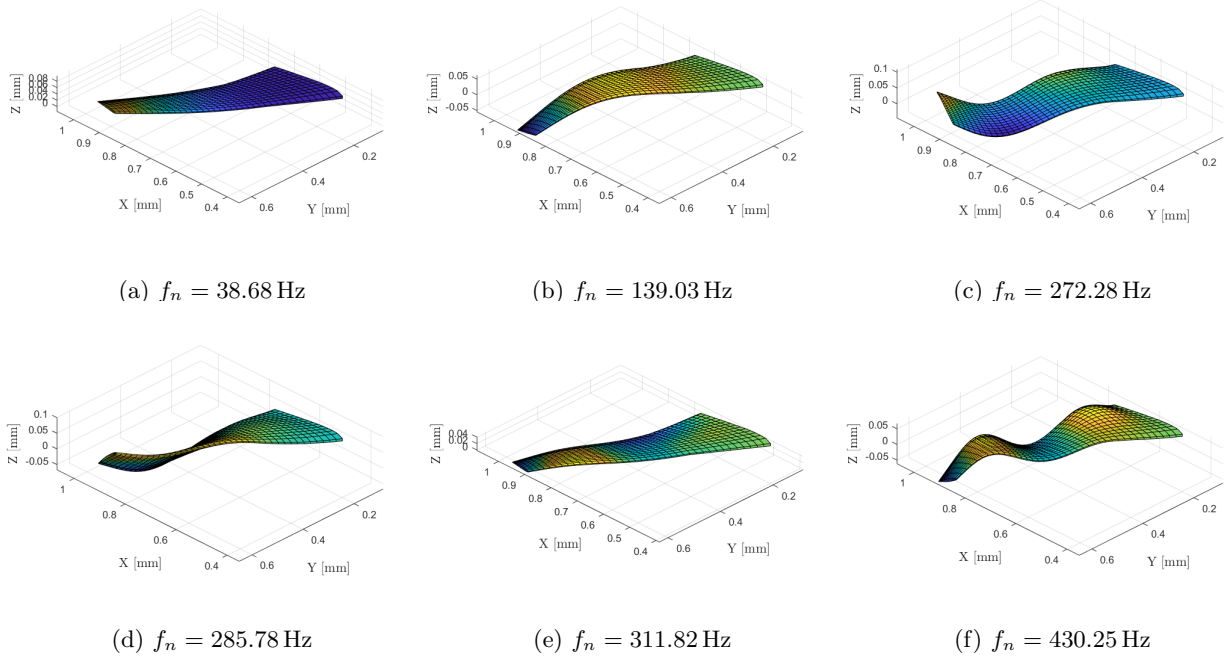 Z [mm] 0.08 0.06 0.04 0.02 0 1 0.9 0.8 0.7 0.6 0.5 0.4 X [mm] 0.6 0.4 0.2 Y [mm]
Z [mm] 0.05 0 -0.05 1 0.9 0.8 0.7 0.6 0.5 0.4 X [mm] 0.6 0.4 0.2 Y [mm]
Z [mm] 0.1 0.05 0 1 0.9 0.8 0.7 0.6 0.5 0.4 X [mm] 0.6 0.4 0.2 Y [mm]
(a) fₙ = 38.68 Hz
(b) fₙ = 139.03 Hz
(c) fₙ = 272.28 Hz
Z [mm] 0.1 0.05 0 -0.05 1 0.8 0.6 0.4 X [mm] 0.6 0.4 0.2 Y [mm]
Z [mm] 0.04 0.02 0 1 0.9 0.8 0.7 0.6 0.5 0.4 X [mm] 0.6 0.4 0.2 Y [mm]
Z [mm] 0.05 0 -0.05 1 0.8 0.6 0.4 X [mm] 0.6 0.4 0.2 Y [mm]
(d) fₙ = 285.78 Hz
(e) fₙ = 311.82 Hz
(f) fₙ = 430.25 Hz